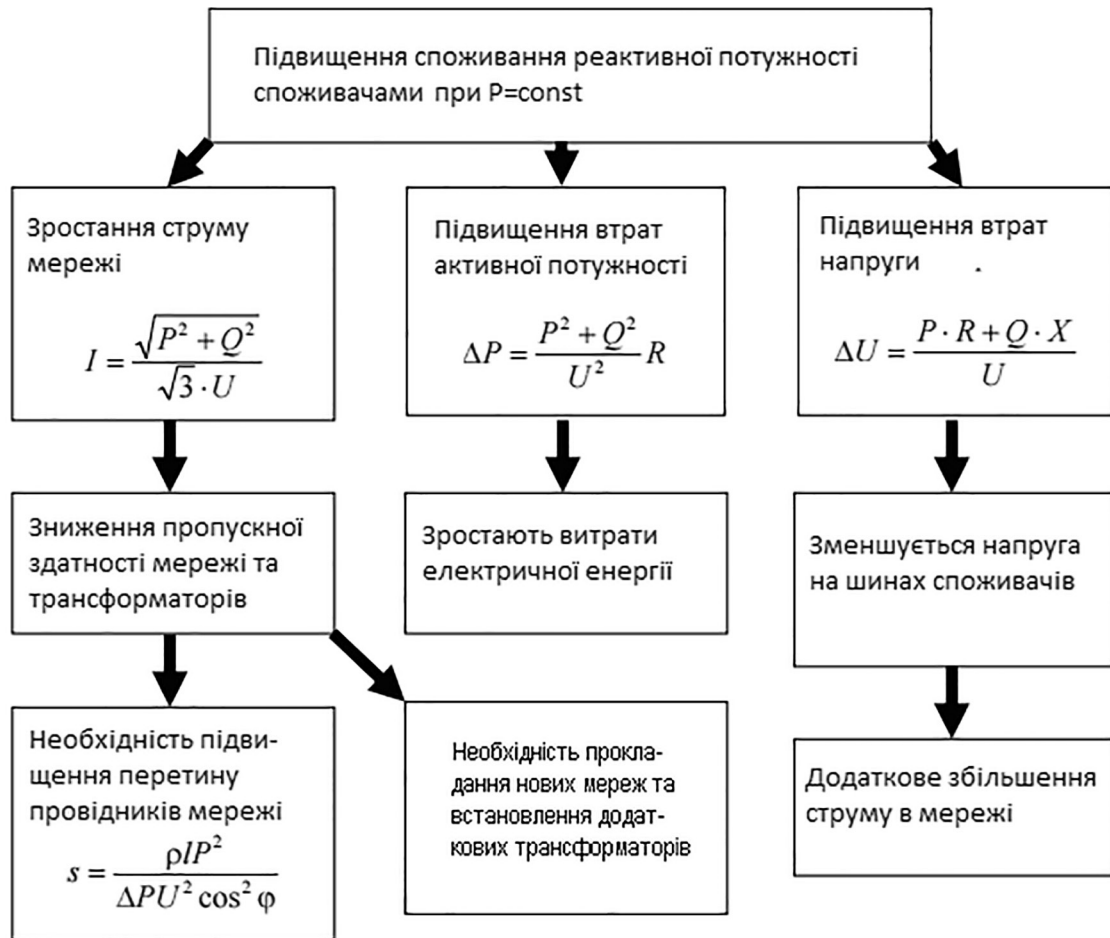 Підвищення споживання реактивної потужності
споживачами при P=const
Зростання струму
мережі
I = √(P² + Q²) / (√3 · U)
Підвищення втрат
активної потужності
ΔP = (P² + Q²) / U² R
Підвищення втрат
напруги .
ΔU = (P · R + Q · X) / U
Зниження пропускної
здатності мережі та
трансформаторів
Зростають витрати
електричної енергії
Зменшується напруга
на шинах споживачів
Необхідність підви-
щення перетину
провідників мережі
s = ρlP² / (ΔPU² cos² φ)
Необхідність прокла-
дання нових мереж та
встановлення додат-
кових трансформаторів
Додаткове збільшення
струму в мережі